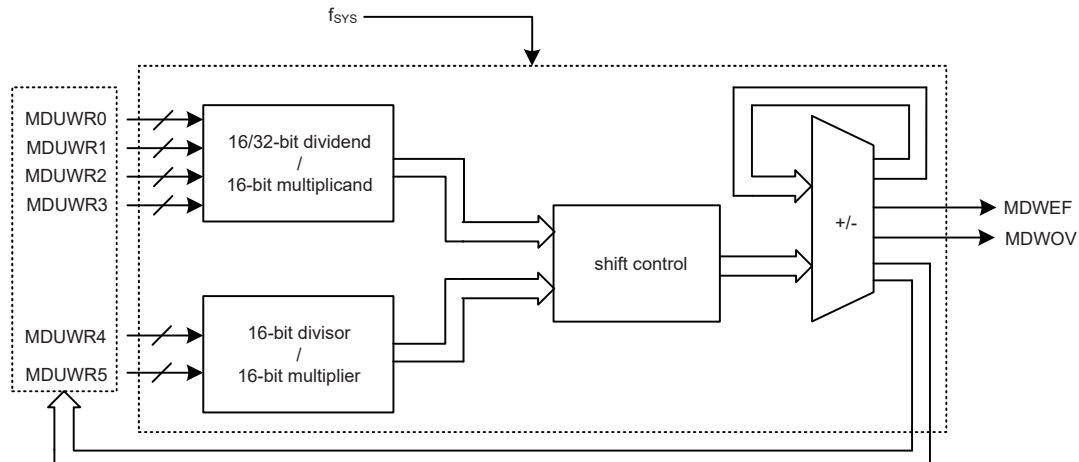 fSYS
MDUWR0
MDUWR1
MDUWR2
MDUWR3
16/32-bit dividend
/
16-bit multiplicand
MDUWR4
MDUWR5
16-bit divisor
/
16-bit multiplier
shift control
+/-
MDWEF
MDWOV